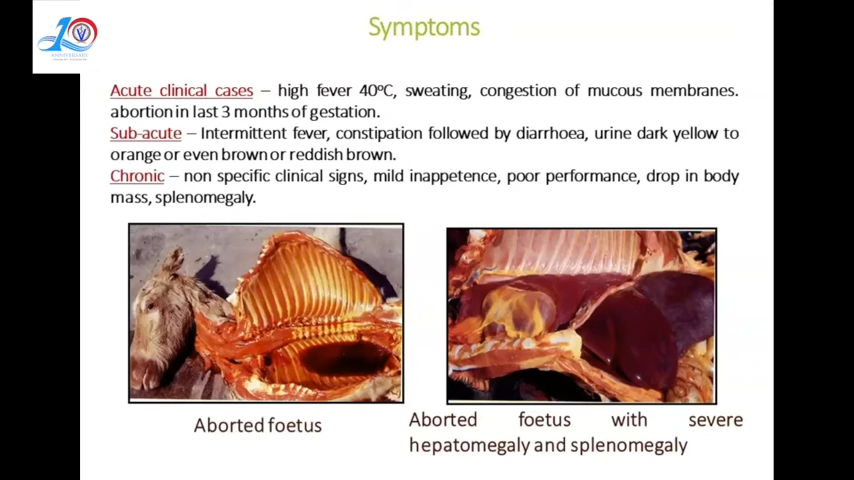 Symptoms
10
ANNIVERSARY
Acute clinical cases – high fever 40ºC, sweating, congestion of mucous membranes.
abortion in last 3 months of gestation.
Sub-acute – Intermittent fever, constipation followed by diarrhoea, urine dark yellow to
orange or even brown or reddish brown.
Chronic – non specific clinical signs, mild inappetence, poor performance, drop in body
mass, splenomegaly.
Aborted foetus
Aborted foetus with severe
hepatomegaly and splenomegaly